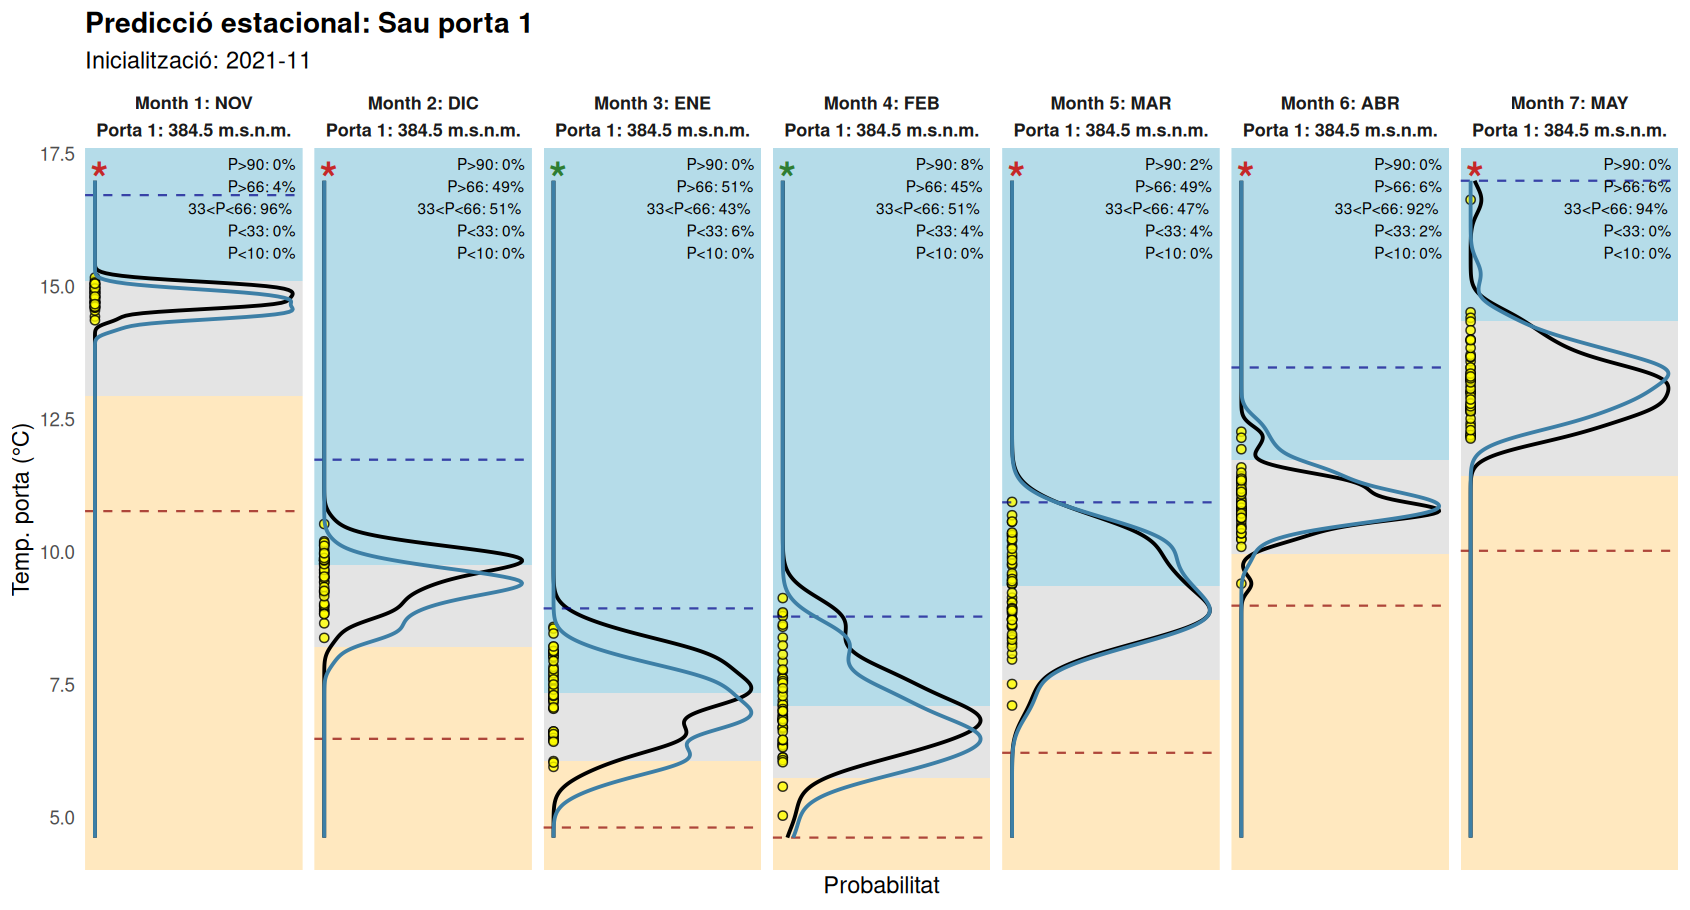 Predicció estacional: Sau porta 1
Inicialització: 2021-11
Month 1: NOV
Porta 1: 384.5 m.s.n.m.
Month 2: DIC
Porta 1: 384.5 m.s.n.m.
Month 3: ENE
Porta 1: 384.5 m.s.n.m.
Month 4: FEB
Porta 1: 384.5 m.s.n.m.
Month 5: MAR
Porta 1: 384.5 m.s.n.m.
Month 6: ABR
Porta 1: 384.5 m.s.n.m.
Month 7: MAY
Porta 1: 384.5 m.s.n.m.
Temp. porta (°C)
17.5
15.0
12.5
10.0
7.5
5.0
*
P>90: 0%
P>66: 4%
33<P<66: 96%
P<33: 0%
P<10: 0%
*
P>90: 0%
P>66: 49%
33<P<66: 51%
P<33: 0%
P<10: 0%
*
P>90: 0%
P>66: 51%
33<P<66: 43%
P<33: 6%
P<10: 0%
*
P>90: 8%
P>66: 45%
33<P<66: 51%
P<33: 4%
P<10: 0%
*
P>90: 2%
P>66: 49%
33<P<66: 47%
P<33: 4%
P<10: 0%
*
P>90: 0%
P>66: 6%
33<P<66: 92%
P<33: 2%
P<10: 0%
*
P>90: 0%
P>66: 6%
33<P<66: 94%
P<33: 0%
P<10: 0%
Probabilitat